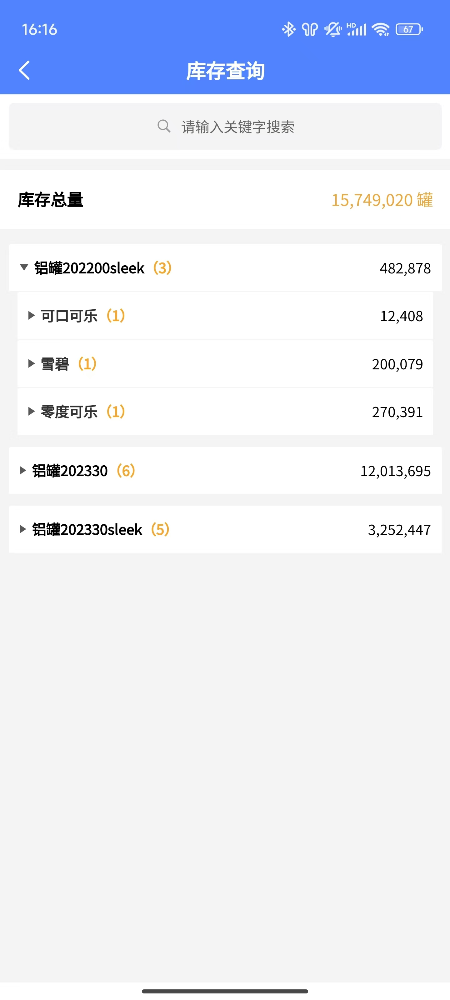 16:16 HD 67
库存查询
请输入关键字搜索
库存总量 15,749,020 罐
铝罐202200sleek（3） 482,878
可口可乐（1） 12,408
雪碧（1） 200,079
零度可乐（1） 270,391
铝罐202330（6） 12,013,695
铝罐202330sleek（5） 3,252,447